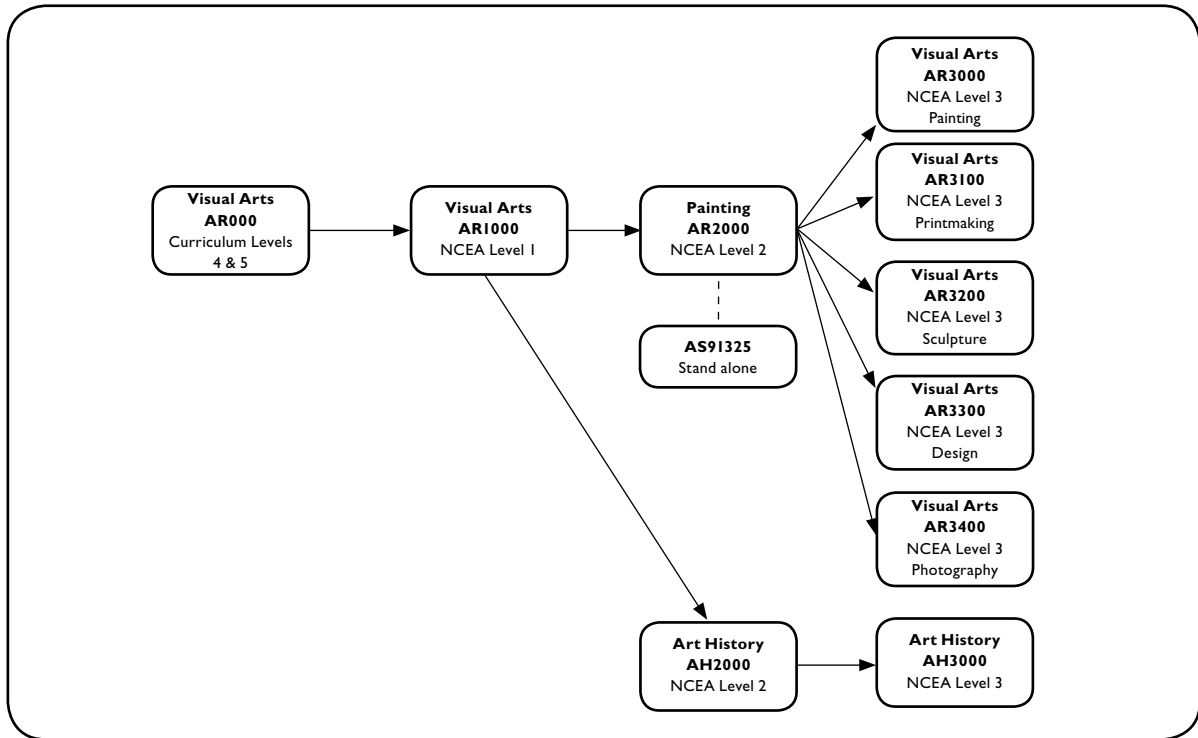 Visual Arts
AR000
Curriculum Levels
4 & 5
Visual Arts
AR1000
NCEA Level 1
Painting
AR2000
NCEA Level 2
AS91325
Stand alone
Visual Arts
AR3000
NCEA Level 3
Painting
Visual Arts
AR3100
NCEA Level 3
Printmaking
Visual Arts
AR3200
NCEA Level 3
Sculpture
Visual Arts
AR3300
NCEA Level 3
Design
Visual Arts
AR3400
NCEA Level 3
Photography
Art History
AH2000
NCEA Level 2
Art History
AH3000
NCEA Level 3